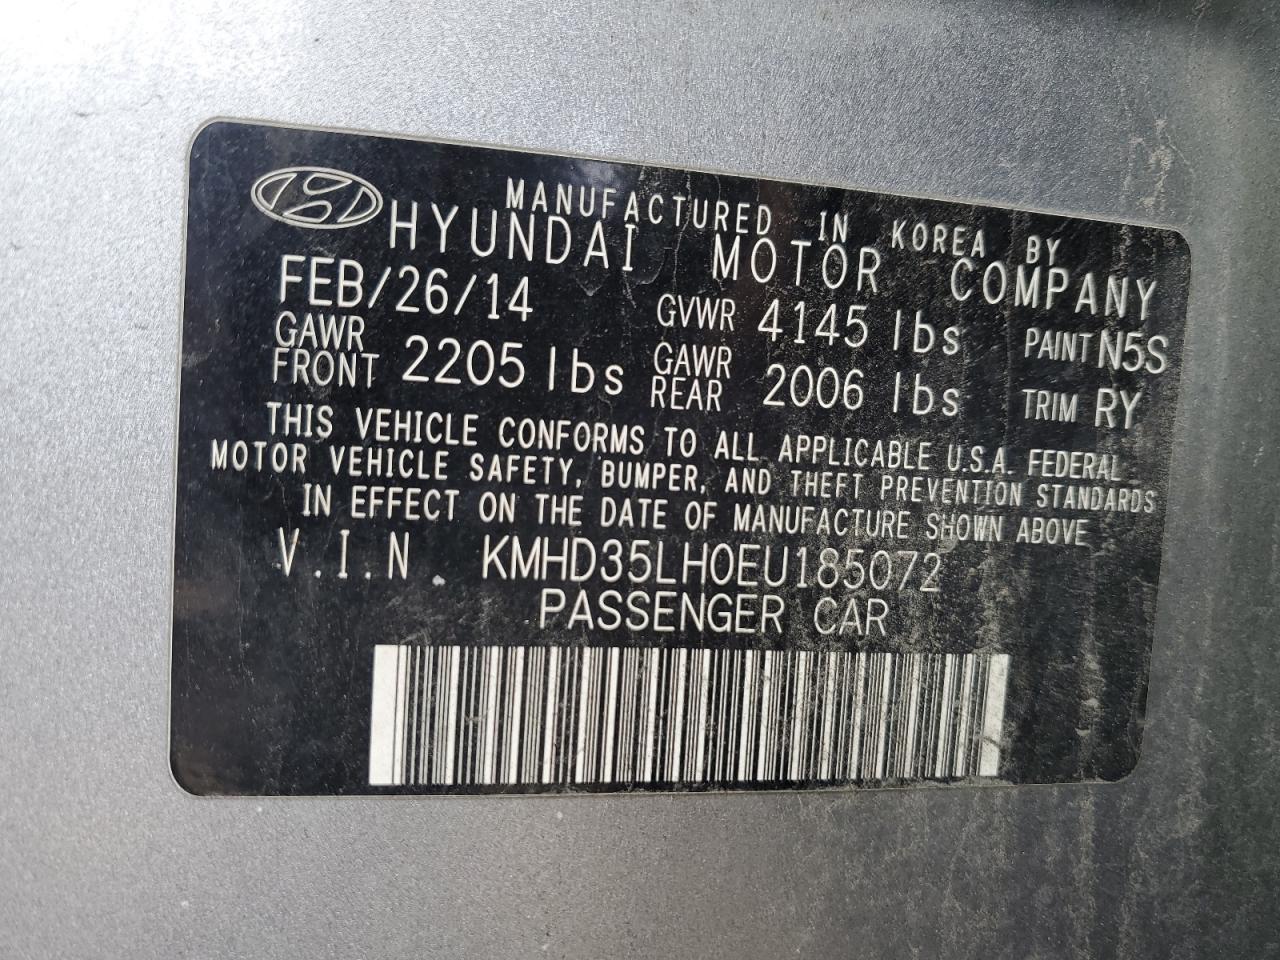 MANUFACTURED IN KOREA BY
HYUNDAI MOTOR COMPANY
FEB/26/14 GVWR 4145 lbs PAINT N5S
GAWR FRONT 2205 lbs GAWR REAR 2006 lbs TRIM RY
THIS VEHICLE CONFORMS TO ALL APPLICABLE U.S.A. FEDERAL
MOTOR VEHICLE SAFETY, BUMPER, AND THEFT PREVENTION STANDARDS
IN EFFECT ON THE DATE OF MANUFACTURE SHOWN ABOVE
V.I.N. KMHD35LH0EU185072
PASSENGER CAR